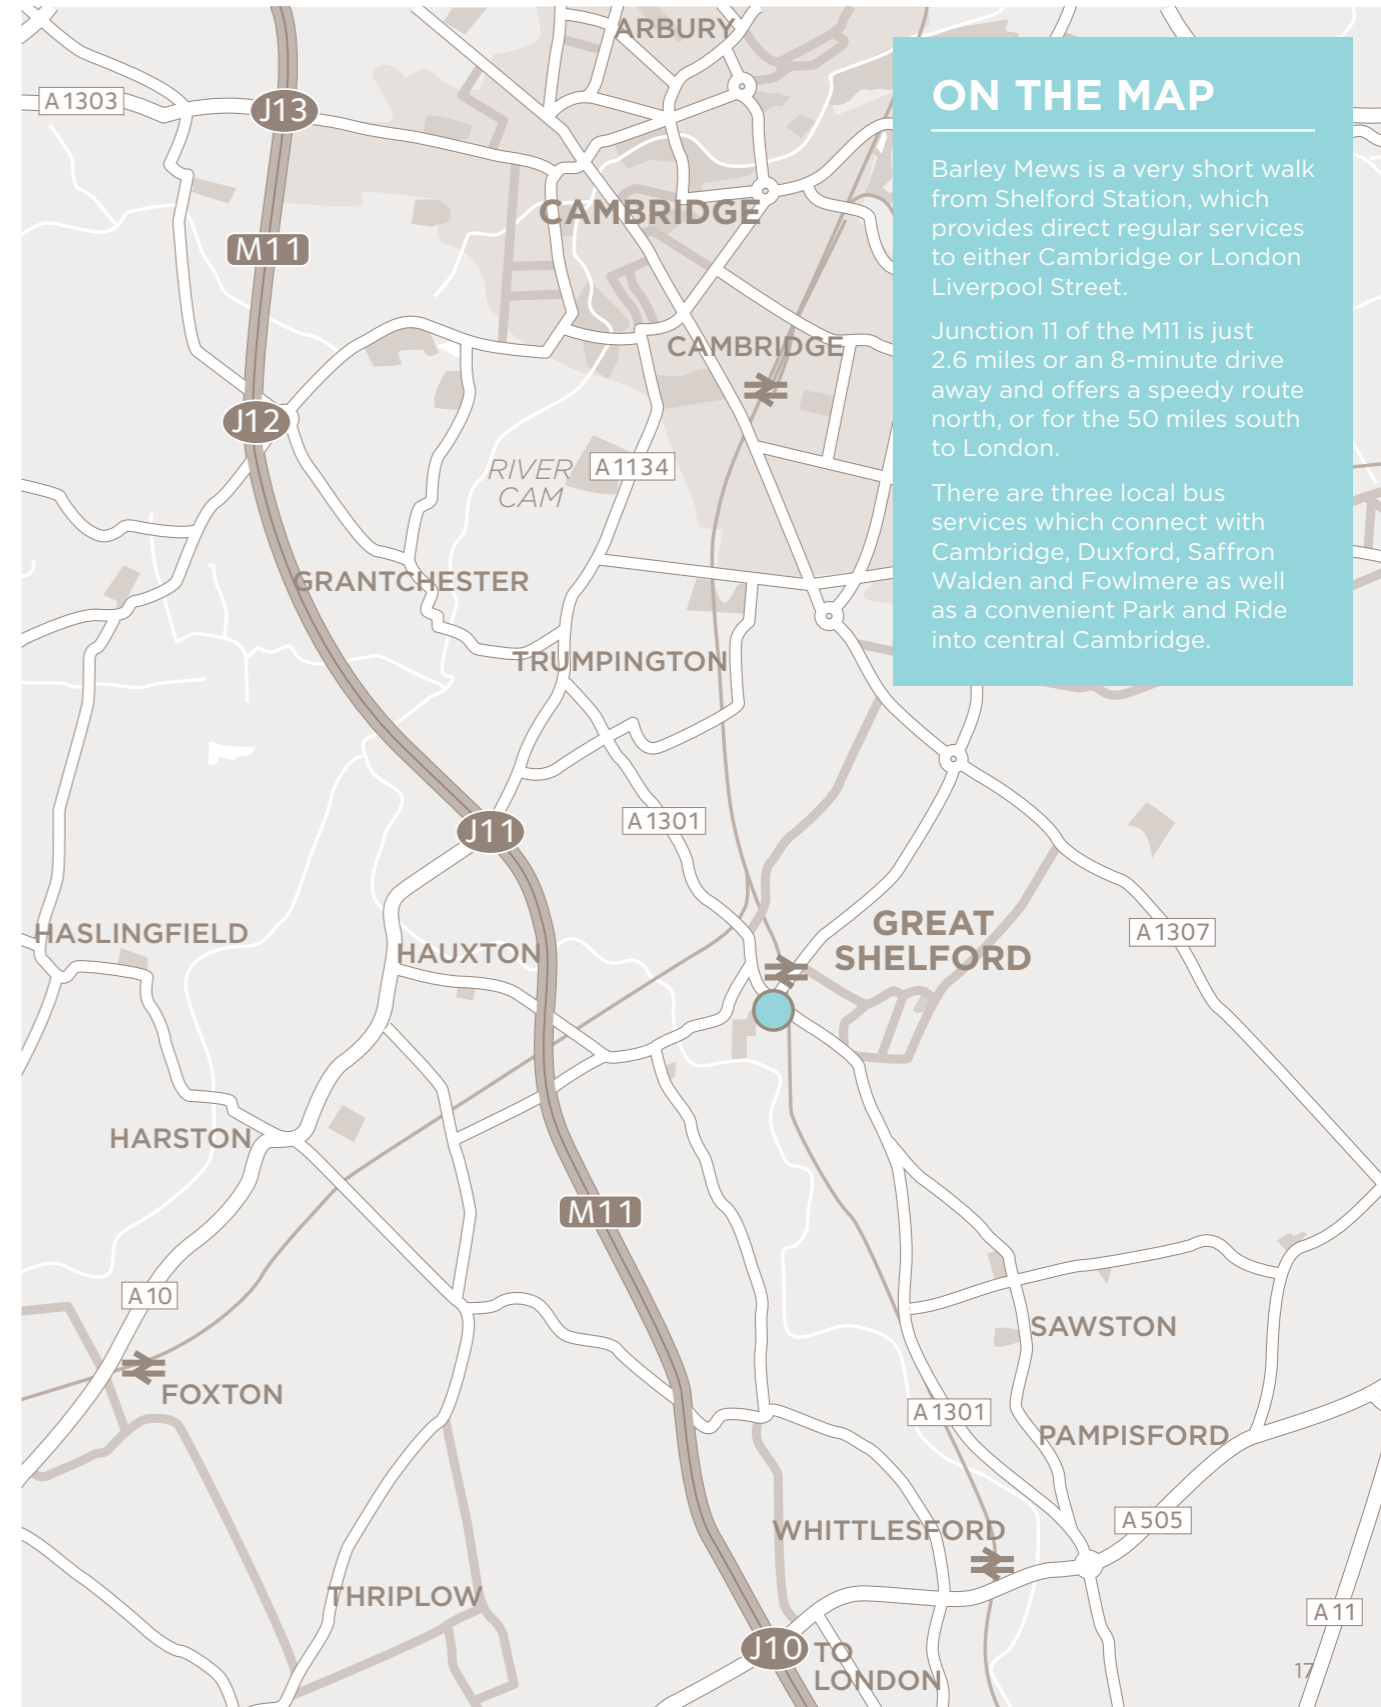 ARBURY
A1303
J13
CAMBRIDGE
M11
CAMBRIDGE
J12
RIVER
CAM
A1134
GRANTCHESTER
TRUMPINGTON
J11
A1301
HASLINGFIELD
HAUXTON
GREAT
SHELFORD
A1307
HARSTON
M11
A10
SAWSTON
FOXTON
A1301
PAMPISFORD
WHITTLESFORD
A505
THRIPLOW
A11
J10
TO
LONDON
ON THE MAP
Barley Mews is a very short walk
from Shelford Station, which
provides direct regular services
to either Cambridge or London
Liverpool Street.
Junction 11 of the M11 is just
2.6 miles or an 8-minute drive
away and offers a speedy route
north, or for the 50 miles south
to London.
There are three local bus
services which connect with
Cambridge, Duxford, Saffron
Walden and Fowlmere as well
as a convenient Park and Ride
into central Cambridge.
17